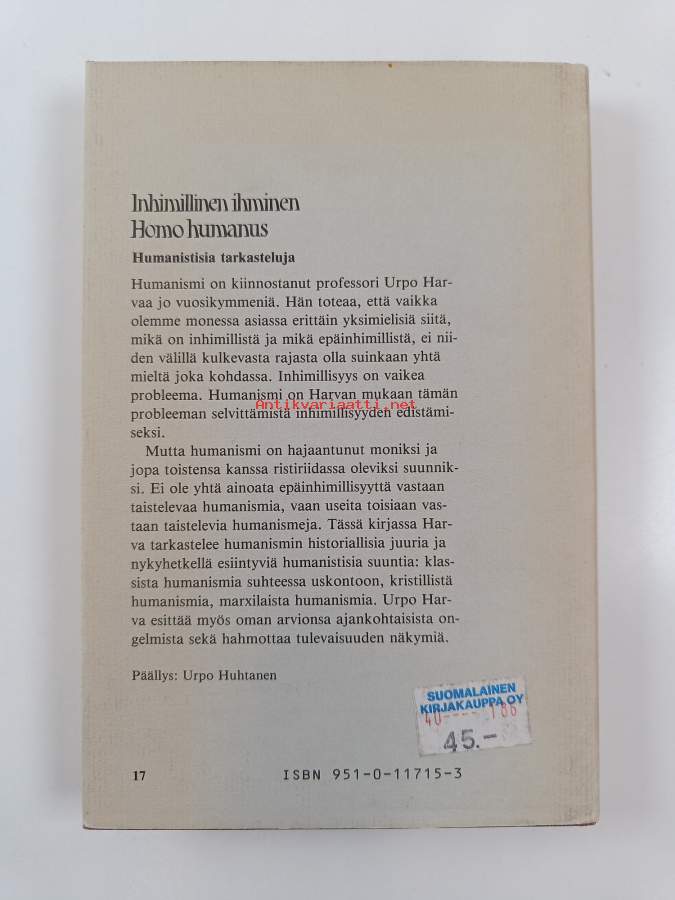 Inhimillinen ihminen
Homo humanus
Humanistisia tarkasteluja
Humanismi on kiinnostanut professori Urpo Har-
vaa jo vuosikymmeniä. Hän toteaa, että vaikka
olemme monessa asiassa erittäin yksimielisiä siitä,
mikä on inhimillistä ja mikä epäinhimillistä, ei nii-
den välillä kulkevasta rajasta olla suinkaan yhtä
mieltä joka kohdassa. Inhimillisyys on vaikea
probleema. Humanismi on Harvan mukaan tämän
Antikvariaatti.net
probleeman selvittämistä inhimillisyyden edistämi-
seksi.
Mutta humanismi on hajaantunut moniksi ja
jopa toistensa kanssa ristiriidassa oleviksi suunnik-
si. Ei ole yhtä ainoata epäinhimillisyyttä vastaan
taistelevaa humanismia, vaan useita toisiaan vas-
taan taistelevia humanismeja. Tässä kirjassa Har-
va tarkastelee humanismin historiallisia juuria ja
nykyhetkellä esiintyviä humanistisia suuntia: klas-
sista humanismia suhteessa uskontoon, kristillistä
humanismia, marxilaista humanismia. Urpo Har-
va esittää myös oman arvionsa ajankohtaisista on-
gelmista sekä hahmottaa tulevaisuuden näkymiä.
Päällys: Urpo Huhtanen
SUOMALAINEN
KIRJAKAUPPA OY
40---- 186
45.-
17 ISBN 951-0-11715-3